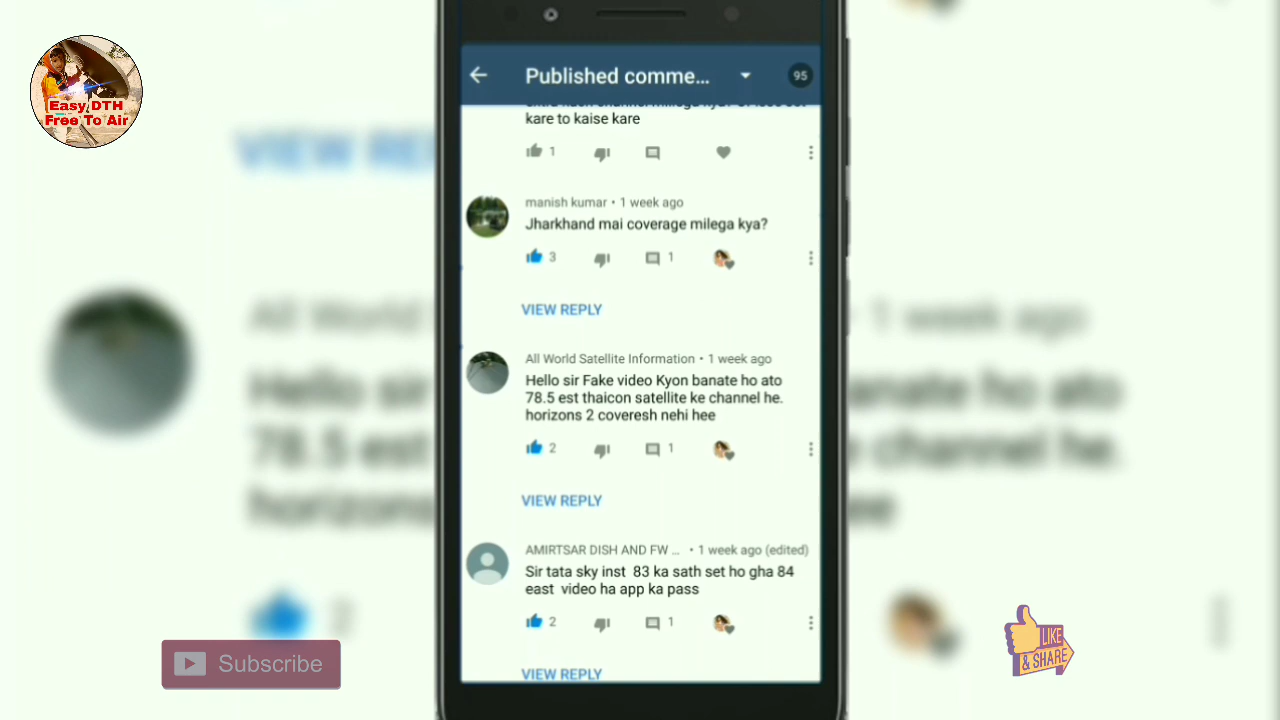 Easy DTH
Free To Air
Published comme...
95
kare to kaise kare
1
manish kumar • 1 week ago
Jharkhand mai coverage milega kya?
3
1
VIEW REPLY
All World Satellite Information • 1 week ago
Hello sir Fake video Kyon banate ho ato
78.5 est thaicon satellite ke channel he.
horizons 2 coveresh nehi hee
2
1
VIEW REPLY
AMIRTSAR DISH AND FW ... • 1 week ago (edited)
Sir tata sky inst 83 ka sath set ho gha 84
east video ha app ka pass
2
1
VIEW REPLY
Subscribe
LIKE
& SHARE